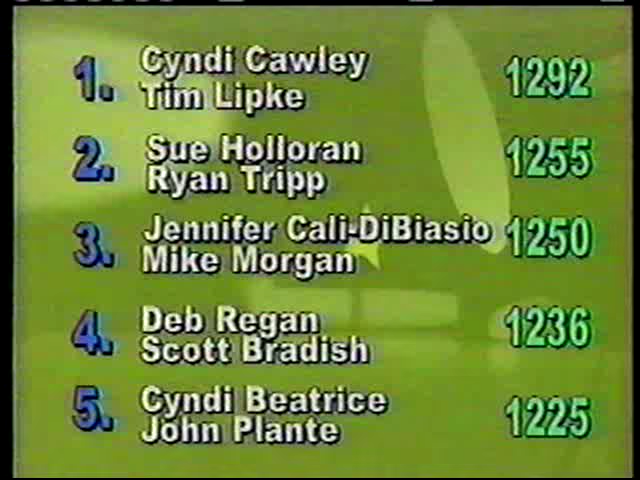 1. Cyndi Cawley 1292
Tim Lipke
2. Sue Holloran 1255
Ryan Tripp
3. Jennifer Cali-DiBiasio 1250
Mike Morgan
4. Deb Regan 1236
Scott Bradish
5. Cyndi Beatrice 1225
John Plante